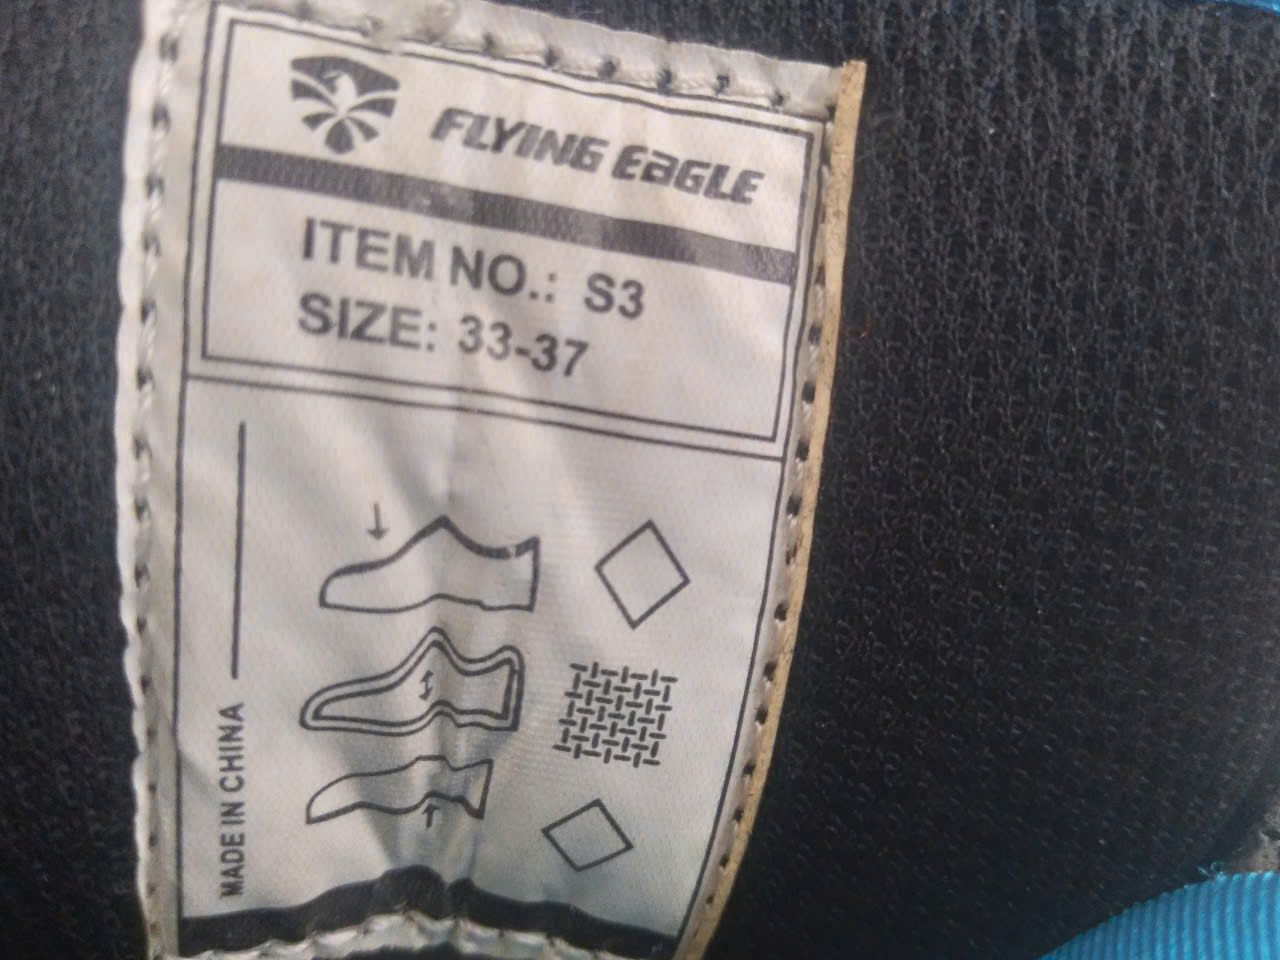 FLYING EaGLE
ITEM NO.: S3
SIZE: 33-37
MADE IN CHINA